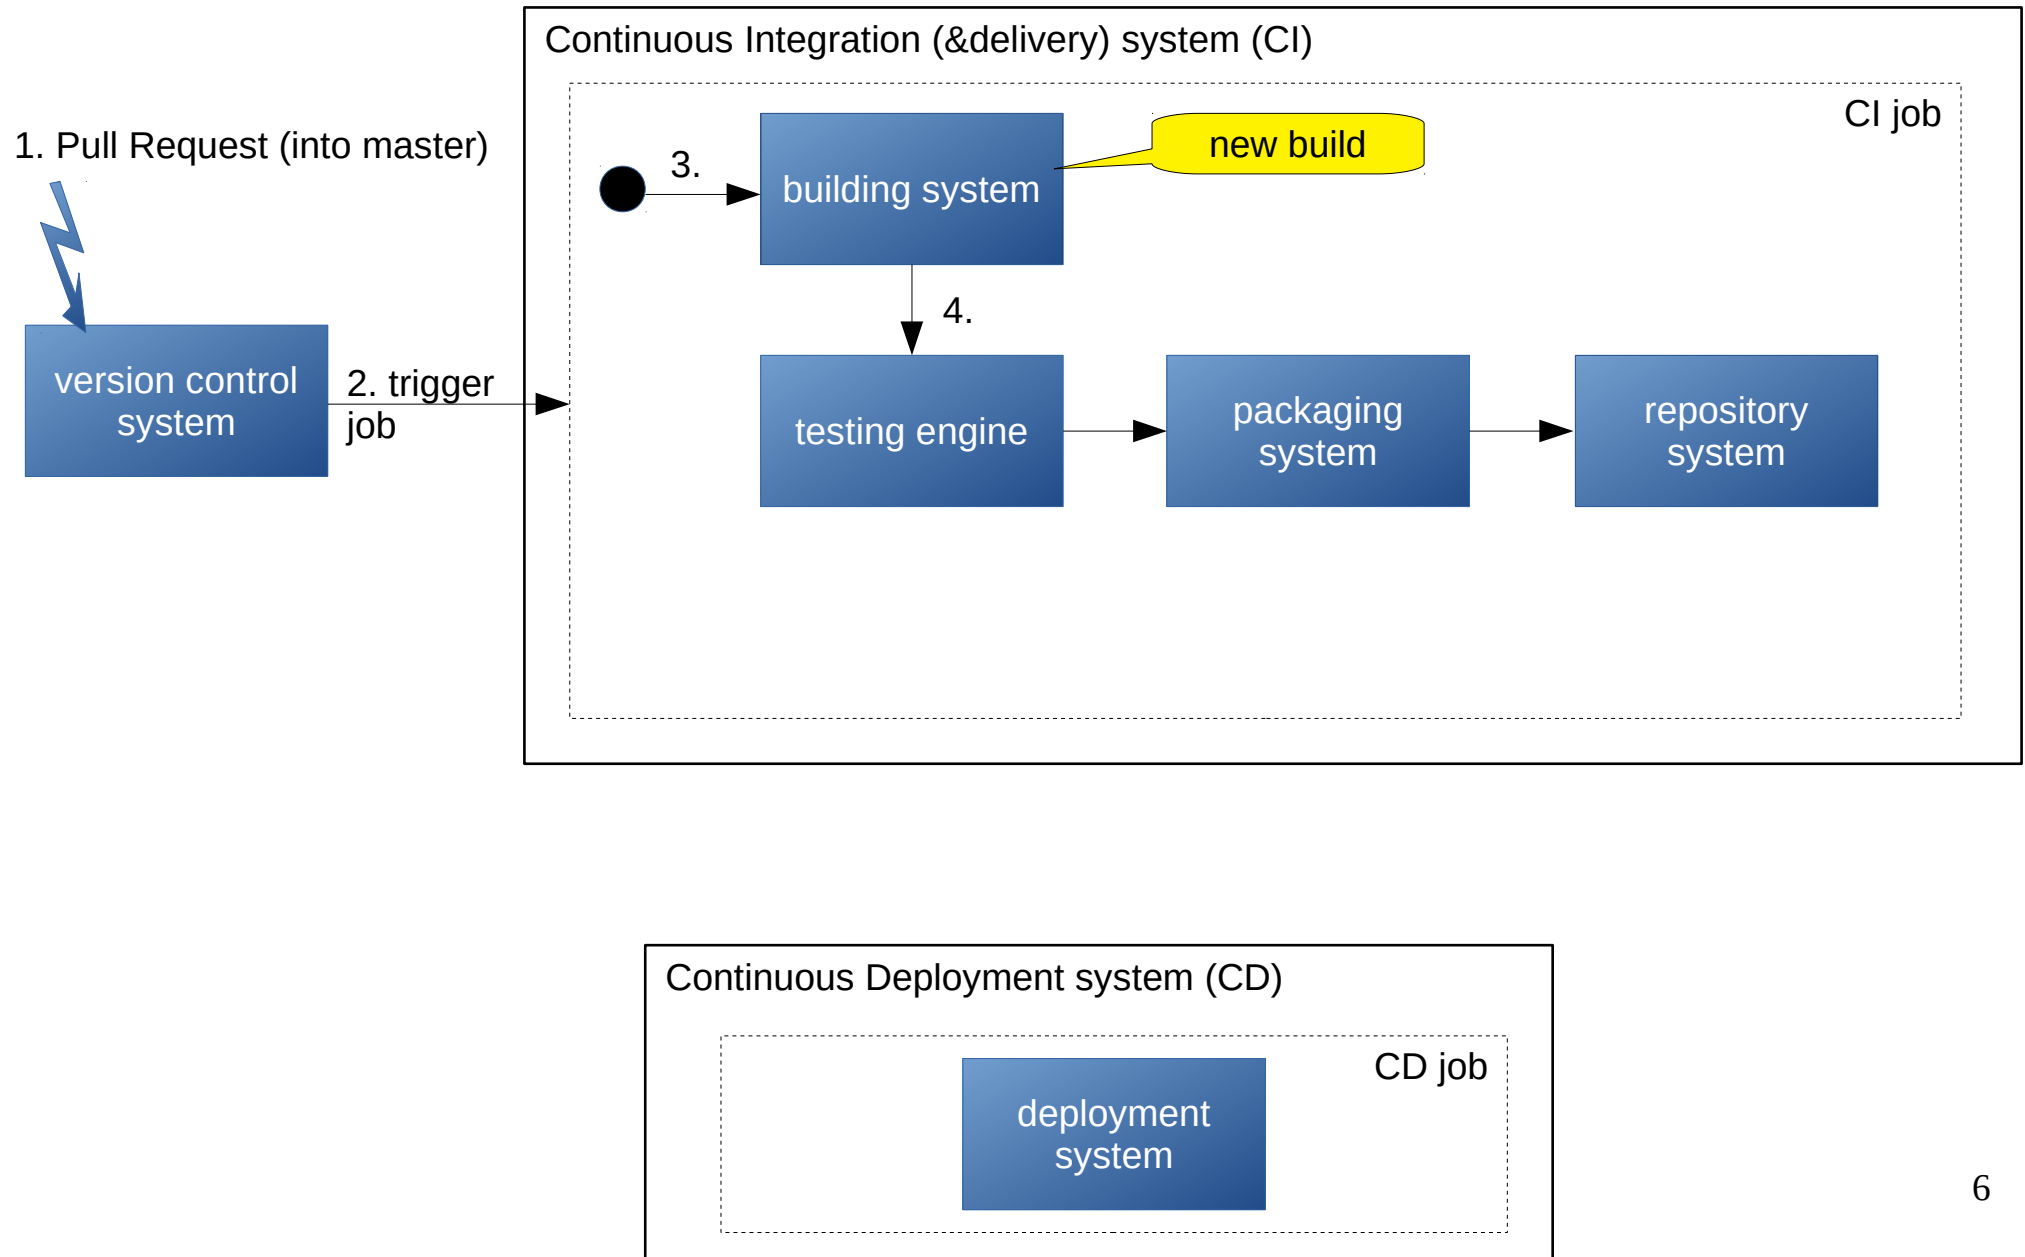 Continuous Integration (&delivery) system (CI)
CI job
1. Pull Request (into master)
3.
building system
new build
4.
version control
system
2. trigger
job
testing engine
packaging
system
repository
system
Continuous Deployment system (CD)
CD job
deployment
system
6